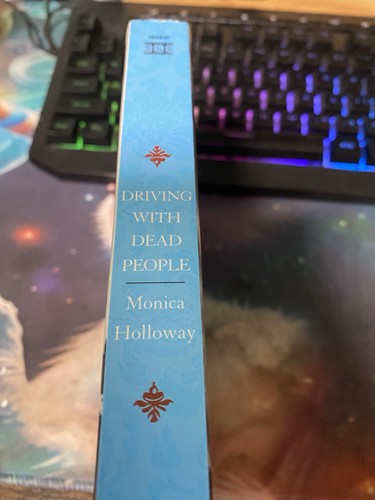 DRIVING
WITH
DEAD
PEOPLE
Monica
Holloway